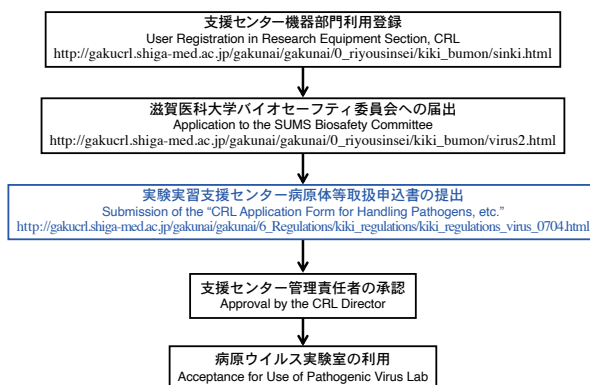 支援センター機器部門利用登録
User Registration in Research Equipment Section, CRL
http://gakucrl.shiga-med.ac.jp/gakunai/gakunai/0_riyousinsei/kiki_bumon/sinki.html
滋賀医科大学バイオセーフティ委員会への届出
Application to the SUMS Biosafety Committee
http://gakucrl.shiga-med.ac.jp/gakunai/gakunai/0_riyousinsei/kiki_bumon/virus2.html
実験実習支援センター病原体等取扱申込書の提出
Submission of the “CRL Application Form for Handling Pathogens, etc.”
http://gakucrl.shiga-med.ac.jp/gakunai/gakunai/6_Regulations/kiki_regulations/kiki_regulations_virus_0704.html
支援センター管理責任者の承認
Approval by the CRL Director
病原ウイルス実験室の利用
Acceptance for Use of Pathogenic Virus Lab